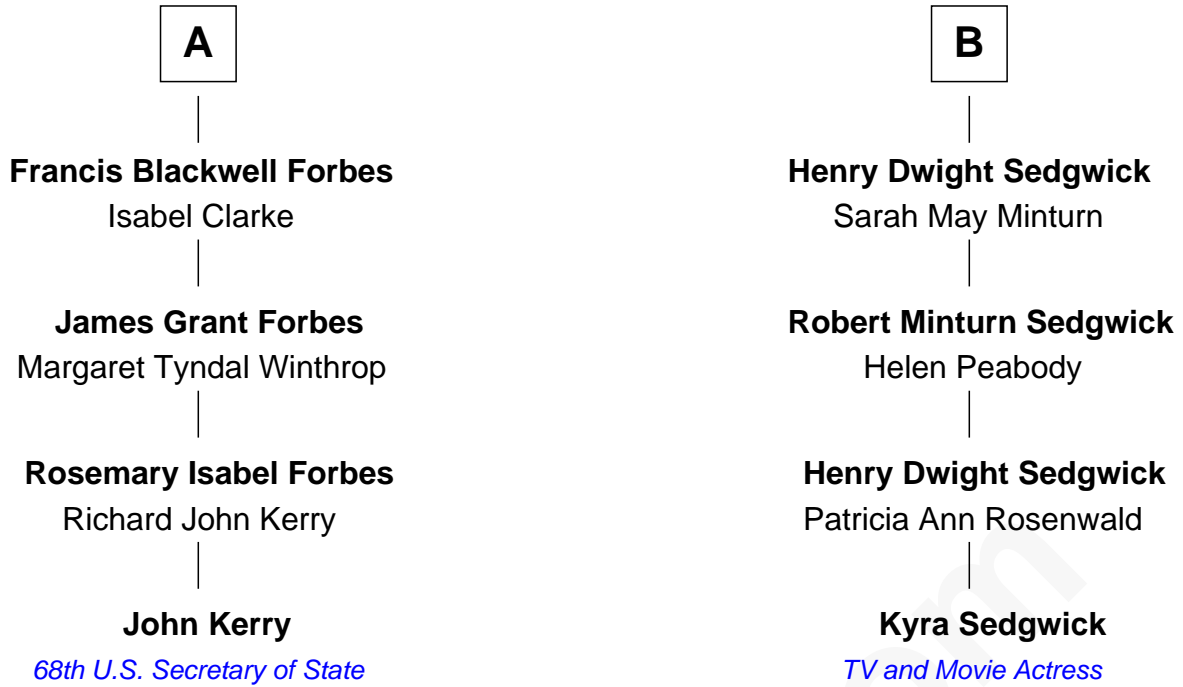 A
B
Francis Blackwell Forbes
Isabel Clarke
Henry Dwight Sedgwick
Sarah May Minturn
James Grant Forbes
Margaret Tyndal Winthrop
Robert Minturn Sedgwick
Helen Peabody
Rosemary Isabel Forbes
Richard John Kerry
Henry Dwight Sedgwick
Patricia Ann Rosenwald
John Kerry
68th U.S. Secretary of State
Kyra Sedgwick
TV and Movie Actress